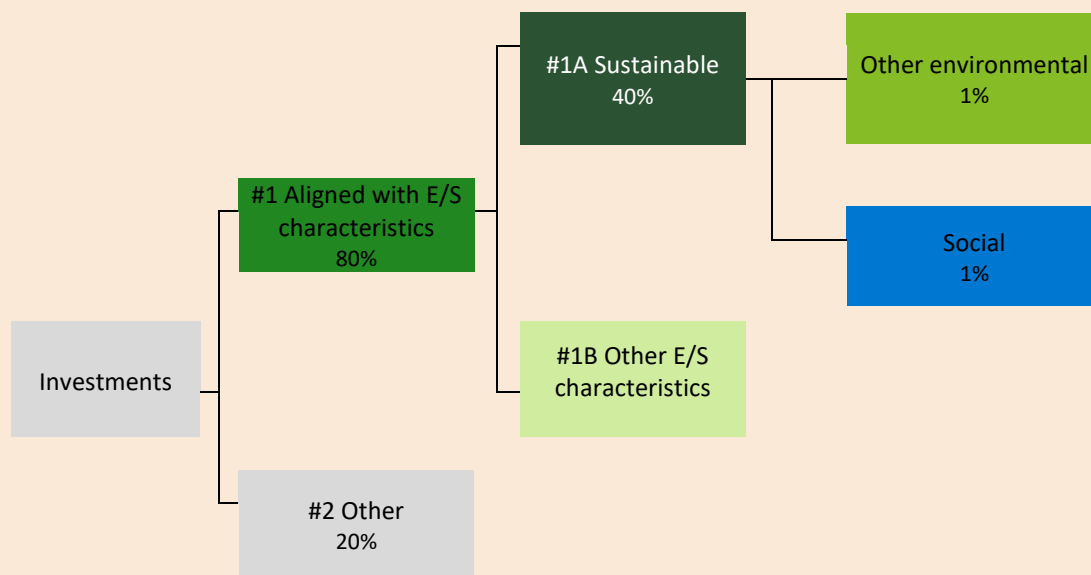 #1A Sustainable
40%
Other environmental
1%
#1 Aligned with E/S
characteristics
80%
Social
1%
Investments
#1B Other E/S
characteristics
#2 Other
20%